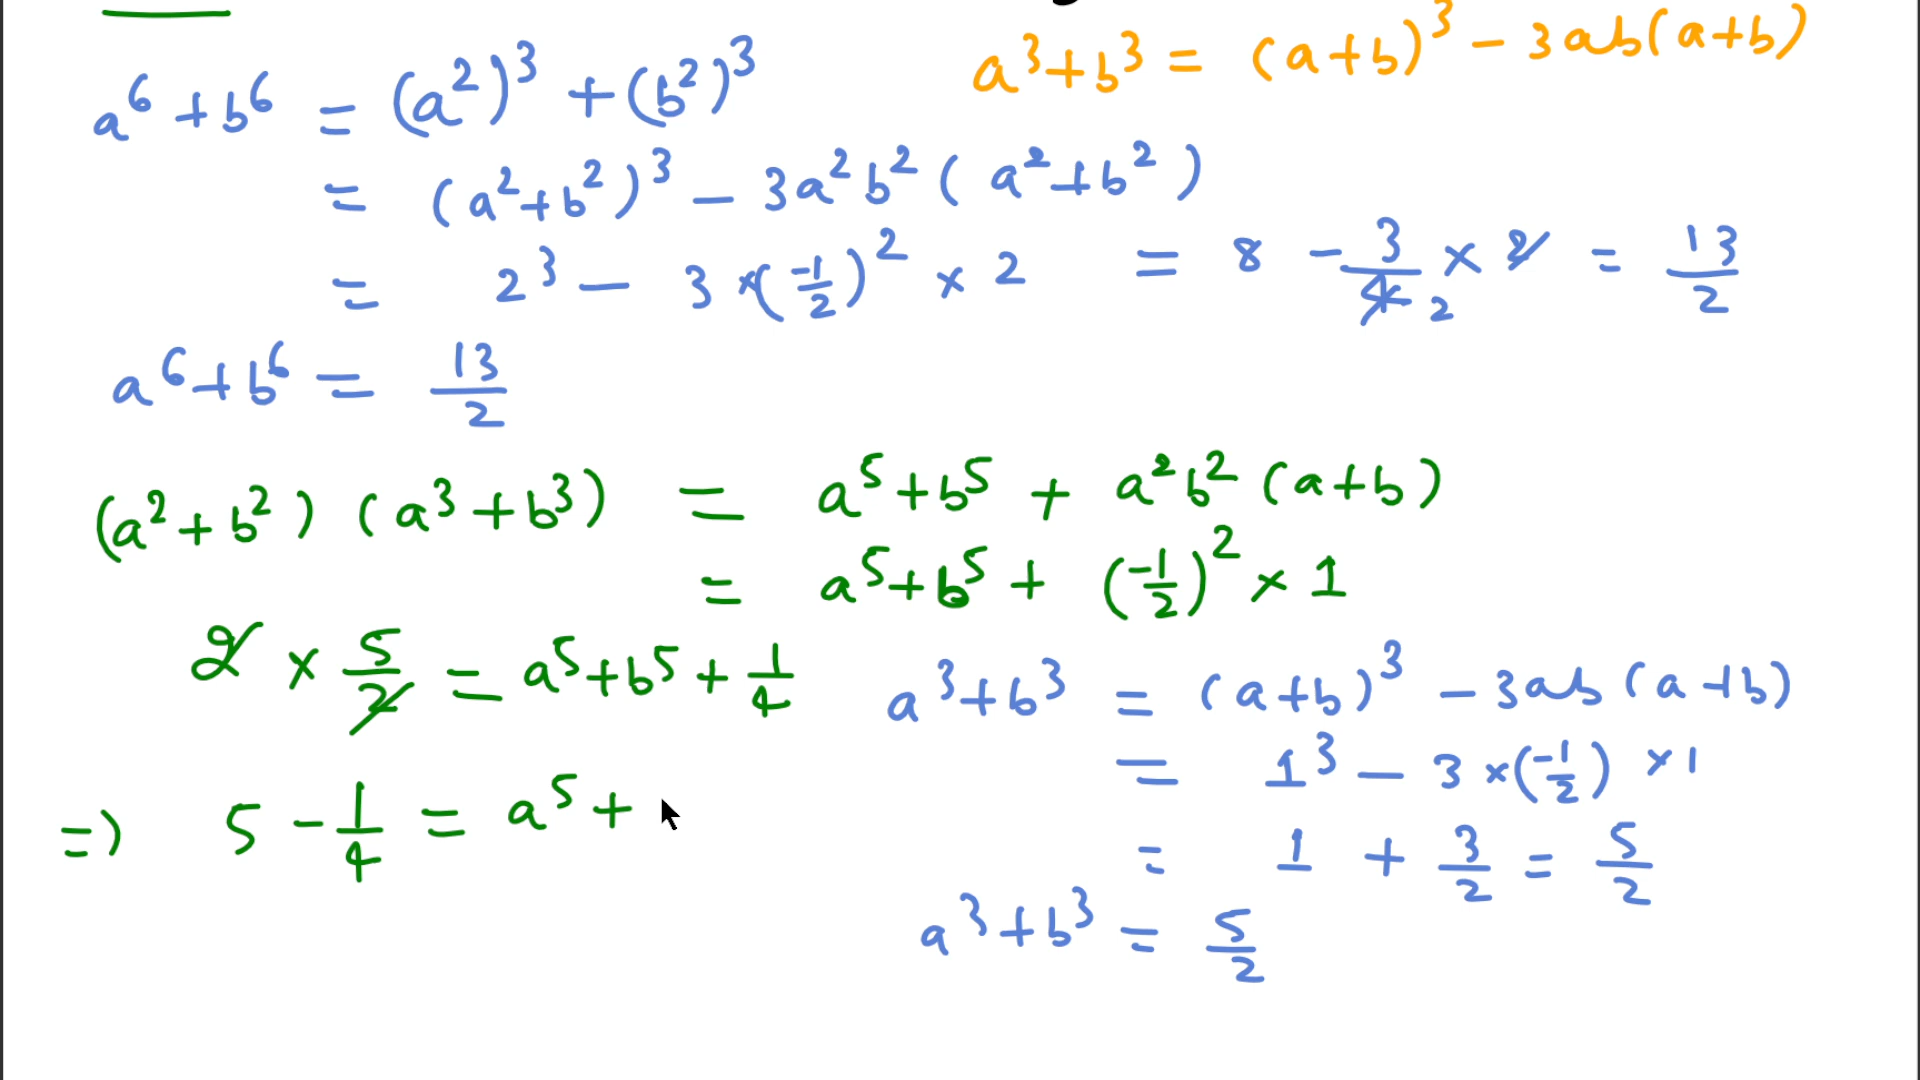 a³+b³ = (a+b)³ - 3ab(a+b)
a⁶+b⁶ = (a²)³ + (b²)³
= (a²+b²)³ - 3a²b² (a²+b²)
= 2³ - 3×(-1/2)² × 2 = 8 - 3/4 2 × 2 = 13/2
a⁶+b⁶ = 13/2
(a²+b²) (a³+b³) = a⁵+b⁵ + a²b² (a+b)
= a⁵+b⁵ + (-1/2)² × 1
2 × 5/2 = a⁵+b⁵ + 1/4
a³+b³ = (a+b)³ - 3ab (a+b)
= 1³ - 3 ×(-1/2) ×1
=) 5 - 1/4 = a⁵ +
= 1 + 3/2 = 5/2
a³+b³ = 5/2